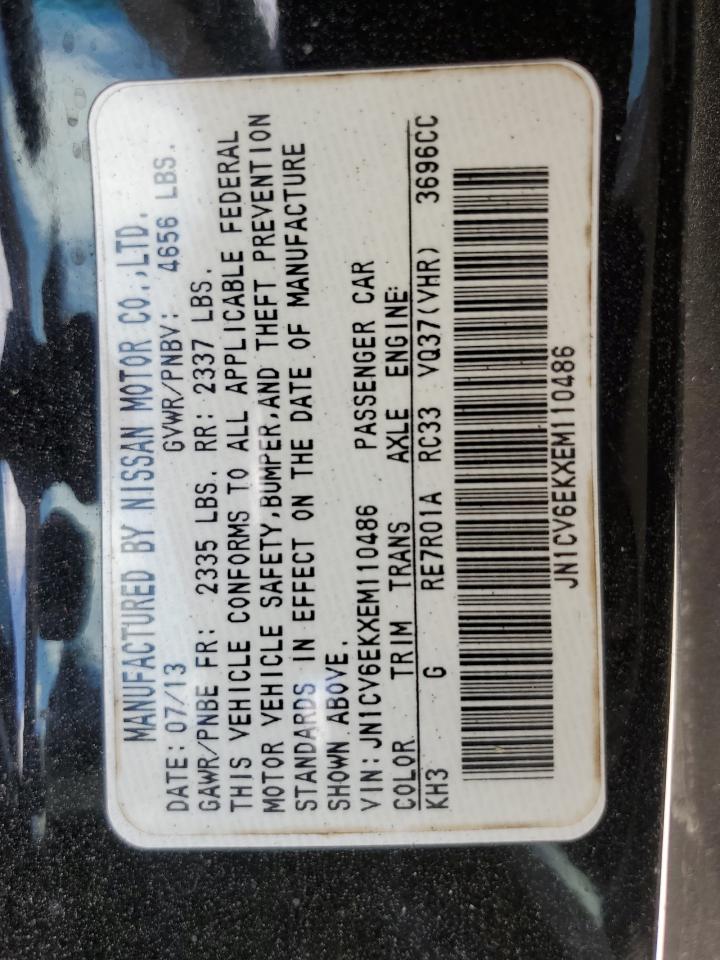 MANUFACTURED BY NISSAN MOTOR CO.,LTD.
DATE: 07/13 GVWR/PNBV: 4656 LBS.
GAWR/PNBE FR: 2335 LBS. RR: 2337 LBS.
THIS VEHICLE CONFORMS TO ALL APPLICABLE FEDERAL
MOTOR VEHICLE SAFETY,BUMPER,AND THEFT PREVENTION
STANDARDS IN EFFECT ON THE DATE OF MANUFACTURE
SHOWN ABOVE.
VIN: JN1CV6EKXEM110486 PASSENGER CAR
COLOR TRIM TRANS AXLE ENGINE:
KH3 G RE7R01A RC33 VQ37(VHR) 3696CC
JN1CV6EKXEM110486